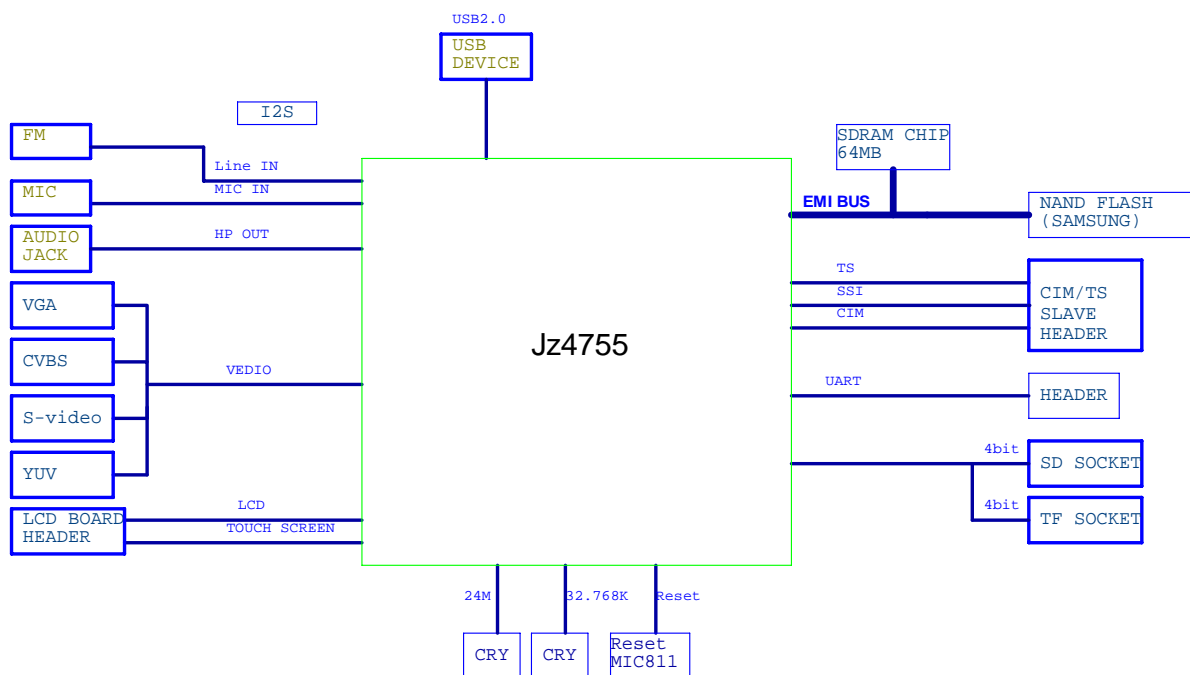 USB2.0
USB
DEVICE
I2S
FM
Line IN
MIC
MIC IN
AUDIO
JACK
HP OUT
VGA
CVBS
VEDIO
S-video
YUV
LCD BOARD
HEADER
LCD
TOUCH SCREEN
Jz4755
SDRAM CHIP
64MB
EMI BUS
NAND FLASH
(SAMSUNG)
TS
SSI
CIM
CIM/TS
SLAVE
HEADER
UART
HEADER
4bit
SD SOCKET
4bit
TF SOCKET
24M
32.768K
Reset
CRY
CRY
Reset
MIC811